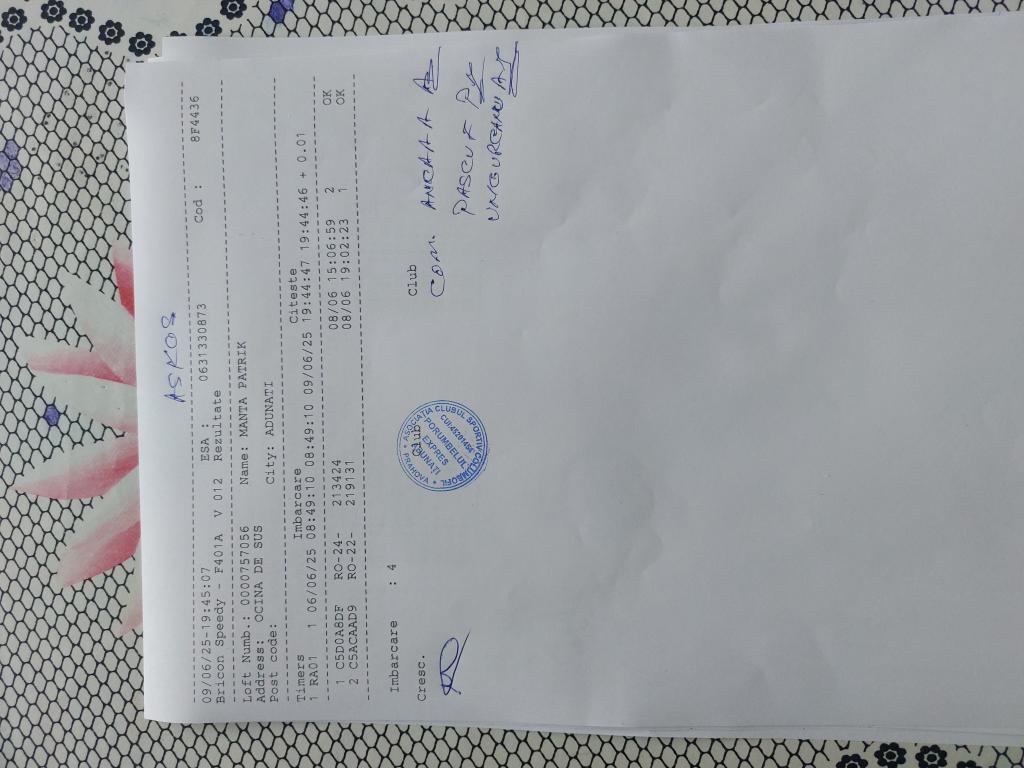 ASKOS
09/06/25-19:45:07 ESA : 0631330873 Cod : 8F4436
Bricon Speedy - F401A V 012 Rezultate
Loft Numb.: 0000757056 Name: MANTA PATRIK
Address: OCINA DE SUS City: ADUNATI
Post code:
Timers Imbarcare Citeste
1 RA01 1 06/06/25 08:49:10 08:49:10 09/06/25 19:44:47 19:44:46 + 0.01
1 C5D0A8DF RO-24- 213424 08/06 15:06:59 2 OK
2 C5ACAAD9 RO-22- 219131 08/06 19:02:23 1 OK
Imbarcare : 4
Cresc. Club Club
ASOCIATIA CLUBUL SPORTIV COLUMBOFIL
CUI:45201494
PORUMBELUL
EXPRES
ADUNATI
PRAHOVA
COM.